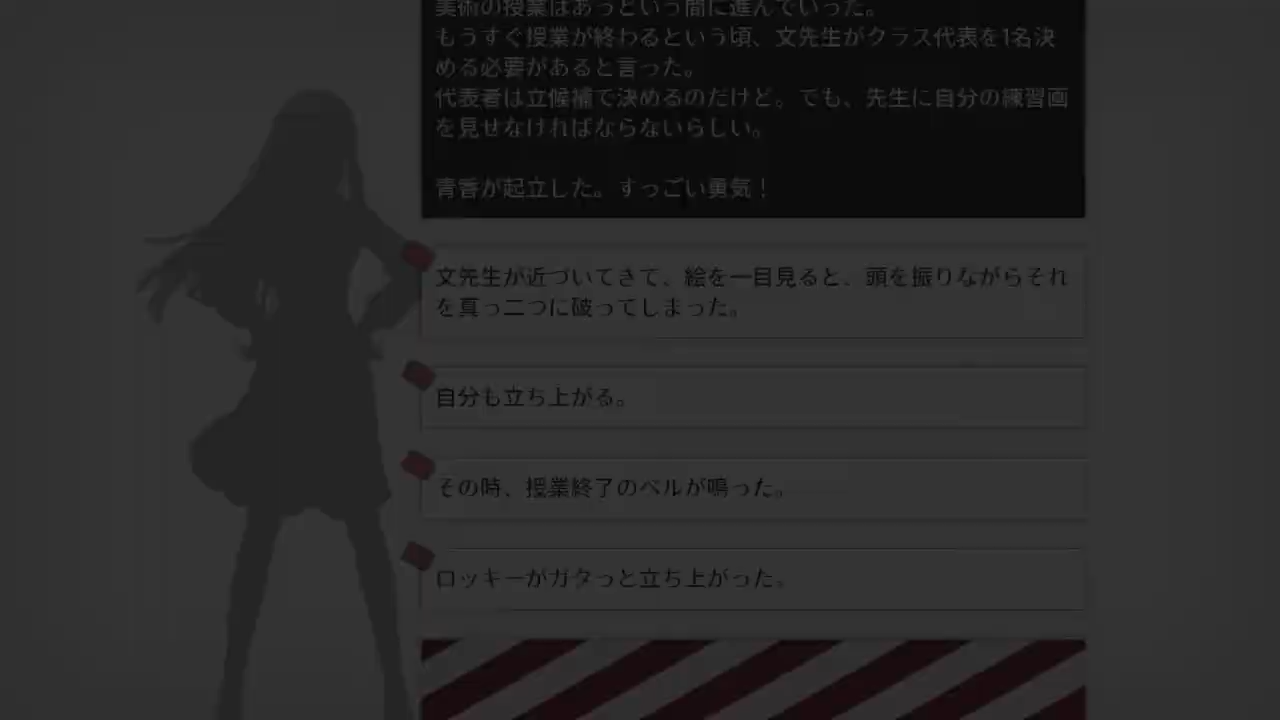 美術の授業はあっという間に進んでいった。
もうすぐ授業が終わるという頃、文先生がクラス代表を1名決
める必要があると言った。
代表者は立候補で決めるのだけど。でも、先生に自分の練習画
を見せなければならないらしい。
青香が起立した。すっごい勇気！
文先生が近づいてきて、絵を一目見ると、頭を振りながらそれ
を真っ二つに破ってしまった。
自分も立ち上がる。
その時、授業終了のベルが鳴った。
ロッキーがガタっと立ち上がった。